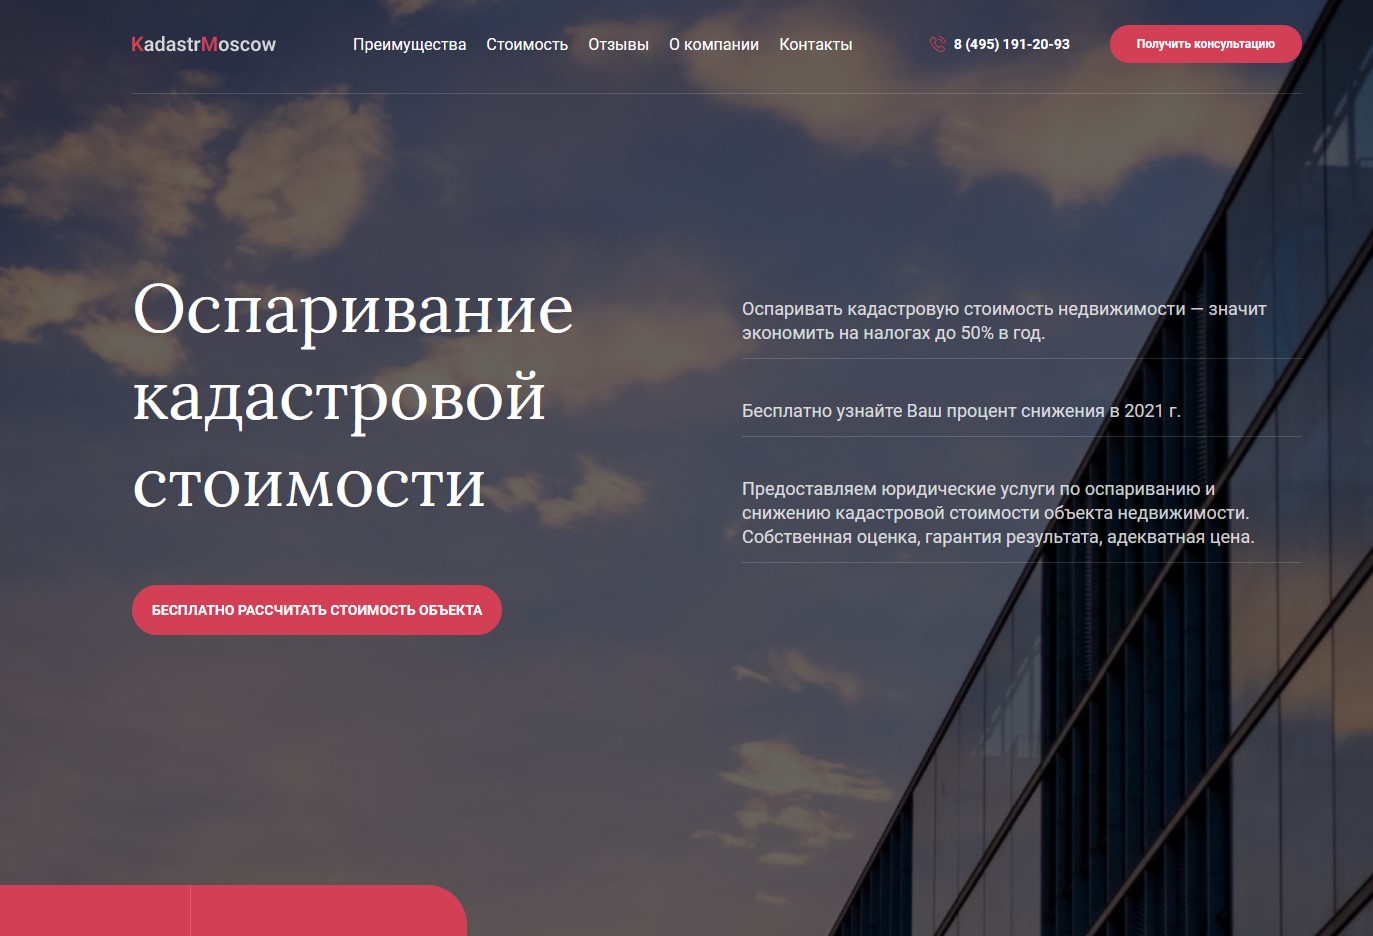 KadastrMoscow
Преимущества
Стоимость
Отзывы
О компании
Контакты
8 (495) 191-20-93
Получить консультацию
Оспаривание
кадастровой
стоимости
БЕСПЛАТНО РАССЧИТАТЬ СТОИМОСТЬ ОБЪЕКТА
Оспаривать кадастровую стоимость недвижимости — значит
экономить на налогах до 50% в год.
Бесплатно узнайте Ваш процент снижения в 2021 г.
Предоставляем юридические услуги по оспариванию и
снижению кадастровой стоимости объекта недвижимости.
Собственная оценка, гарантия результата, адекватная цена.